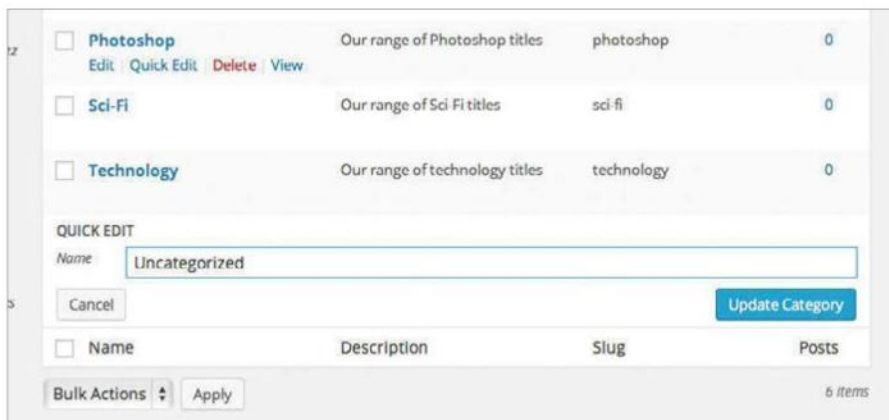 Photoshop Our range of Photoshop titles photoshop 0
Edit Quick Edit Delete View
Sci-Fi Our range of Sci-Fi titles sci-fi 0
Technology Our range of technology titles technology 0
QUICK EDIT
Name Uncategorized
Cancel Update Category
Name Description Slug Posts
Bulk Actions Apply 6 items